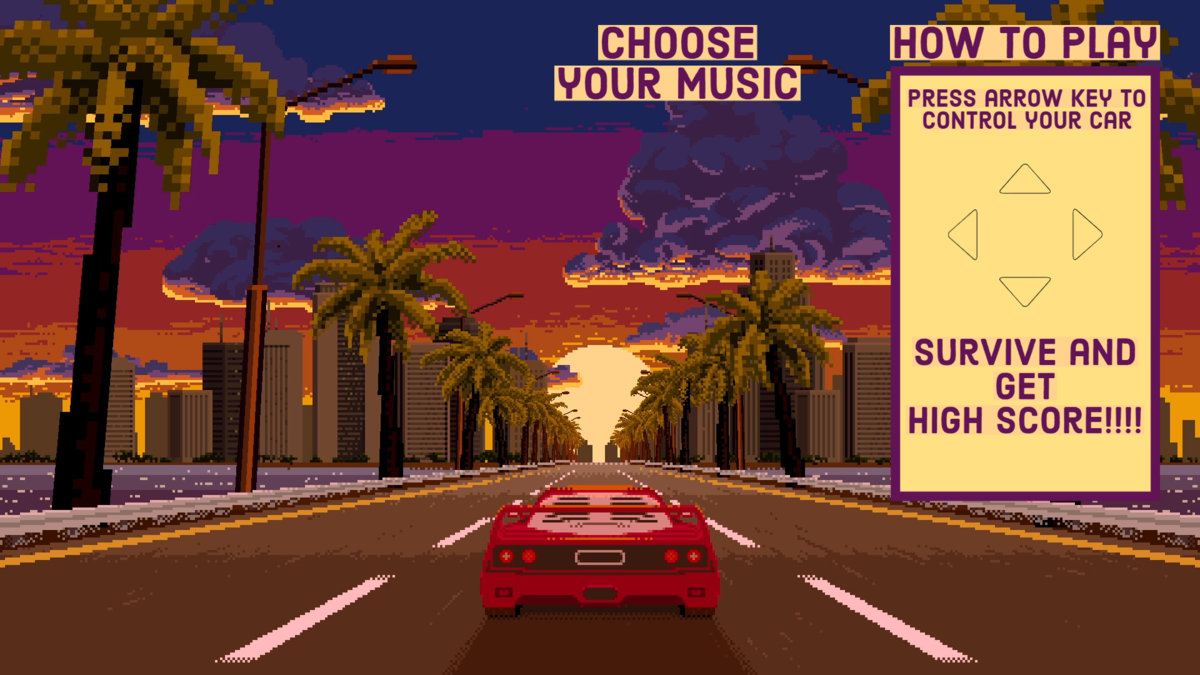 CHOOSE
YOUR MUSIC
HOW TO PLAY
PRESS ARROW KEY TO
CONTROL YOUR CAR
SURVIVE AND
GET
HIGH SCORE!!!!